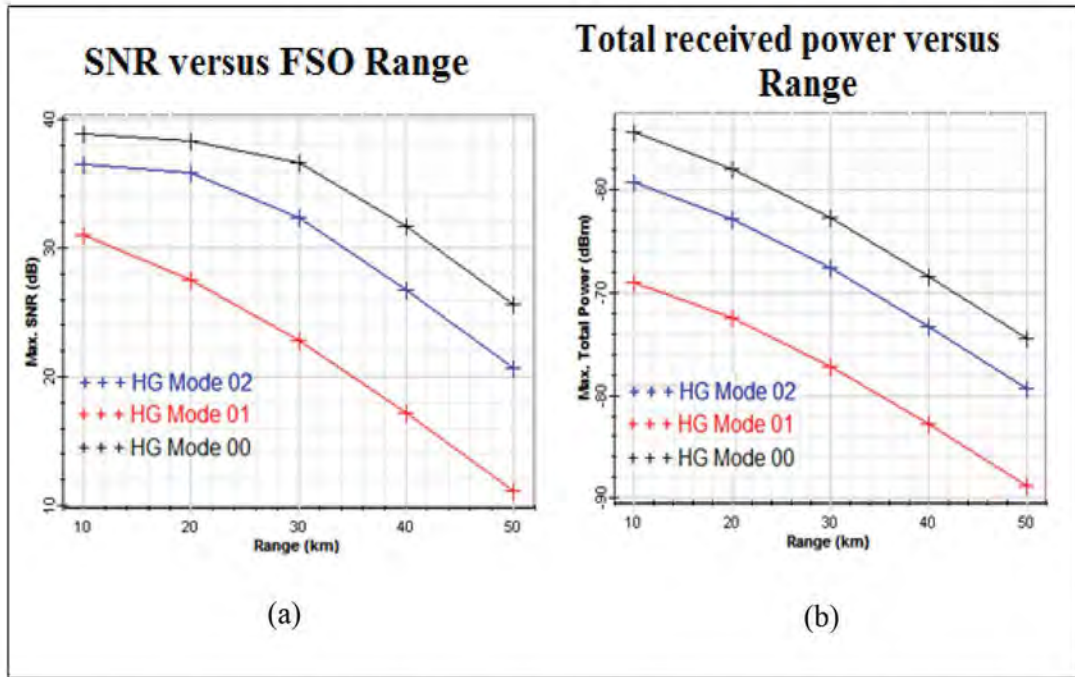 SNR versus FSO Range
Max. SNR (dB)
40
30
20
10
HG Mode 02
HG Mode 01
HG Mode 00
10 20 30 40 50
Range (km)
(a)
Total received power versus
Range
Max. Total Power (dBm)
-60
-70
-80
-90
HG Mode 02
HG Mode 01
HG Mode 00
10 20 30 40 50
Range (km)
(b)